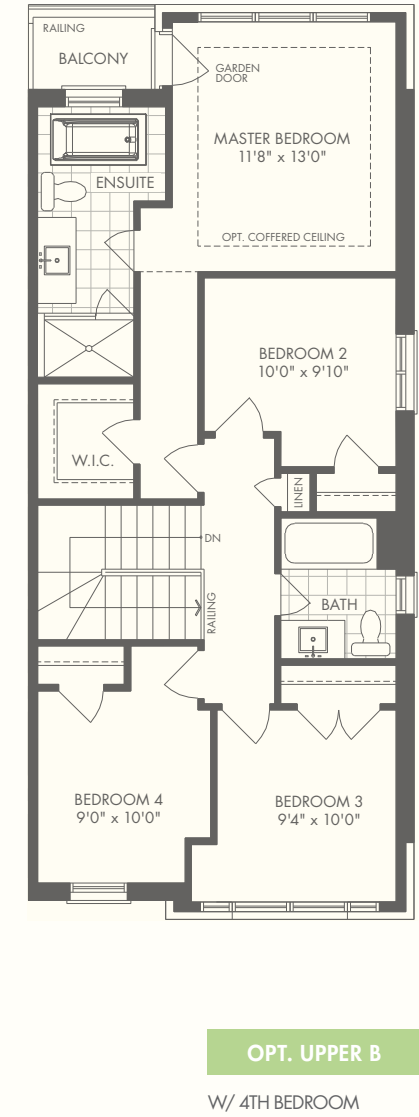 RAILING
BALCONY
GARDEN
DOOR
MASTER BEDROOM
11'8" x 13'0"
ENSUITE
OPT. COFFERED CEILING
BEDROOM 2
10'0" x 9'10"
W.I.C.
LINEN
DN
RAILING
BATH
BEDROOM 4
9'0" x 10'0"
BEDROOM 3
9'4" x 10'0"
OPT. UPPER B
W/ 4TH BEDROOM